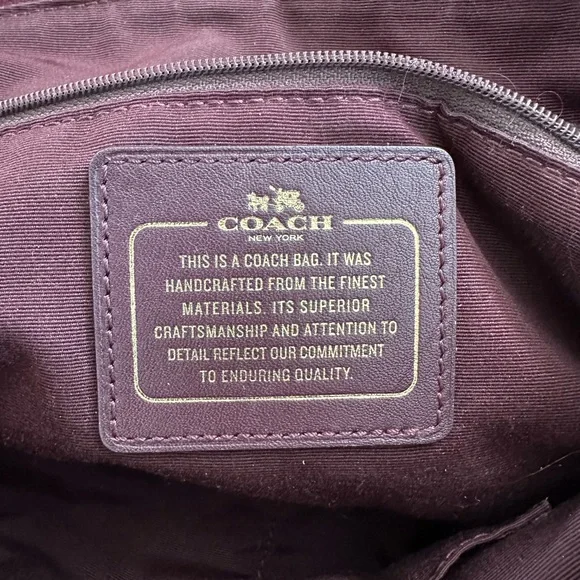 COACH
NEW YORK
THIS IS A COACH BAG. IT WAS
HANDCRAFTED FROM THE FINEST
MATERIALS. ITS SUPERIOR
CRAFTSMANSHIP AND ATTENTION TO
DETAIL REFLECT OUR COMMITMENT
TO ENDURING QUALITY.